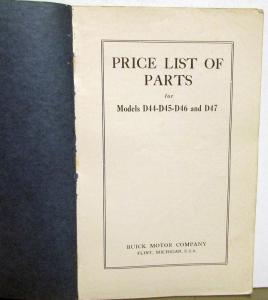 PRICE LIST OF
PARTS
for
Models D44-D45-D46 and D47
BUICK MOTOR COMPANY
FLINT, MICHIGAN, U.S.A.